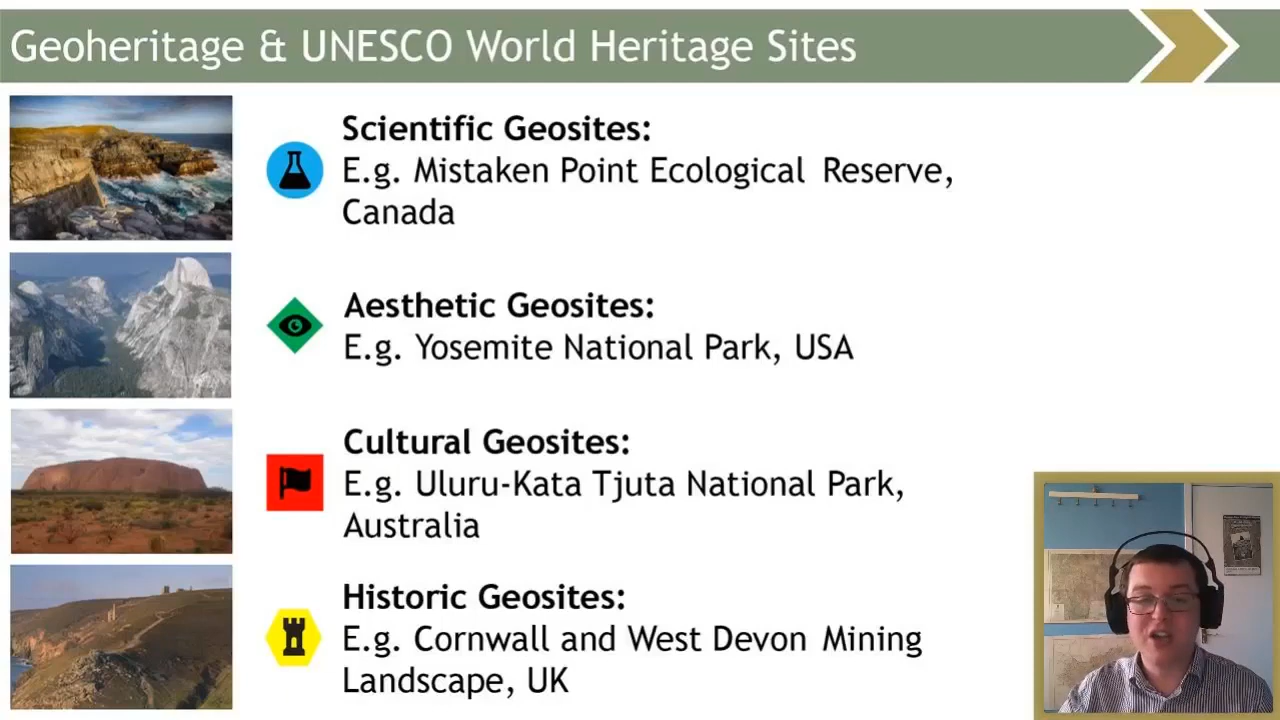 Geoheritage & UNESCO World Heritage Sites
Scientific Geosites:
E.g. Mistaken Point Ecological Reserve,
Canada
Aesthetic Geosites:
E.g. Yosemite National Park, USA
Cultural Geosites:
E.g. Uluru-Kata Tjuta National Park,
Australia
Historic Geosites:
E.g. Cornwall and West Devon Mining
Landscape, UK